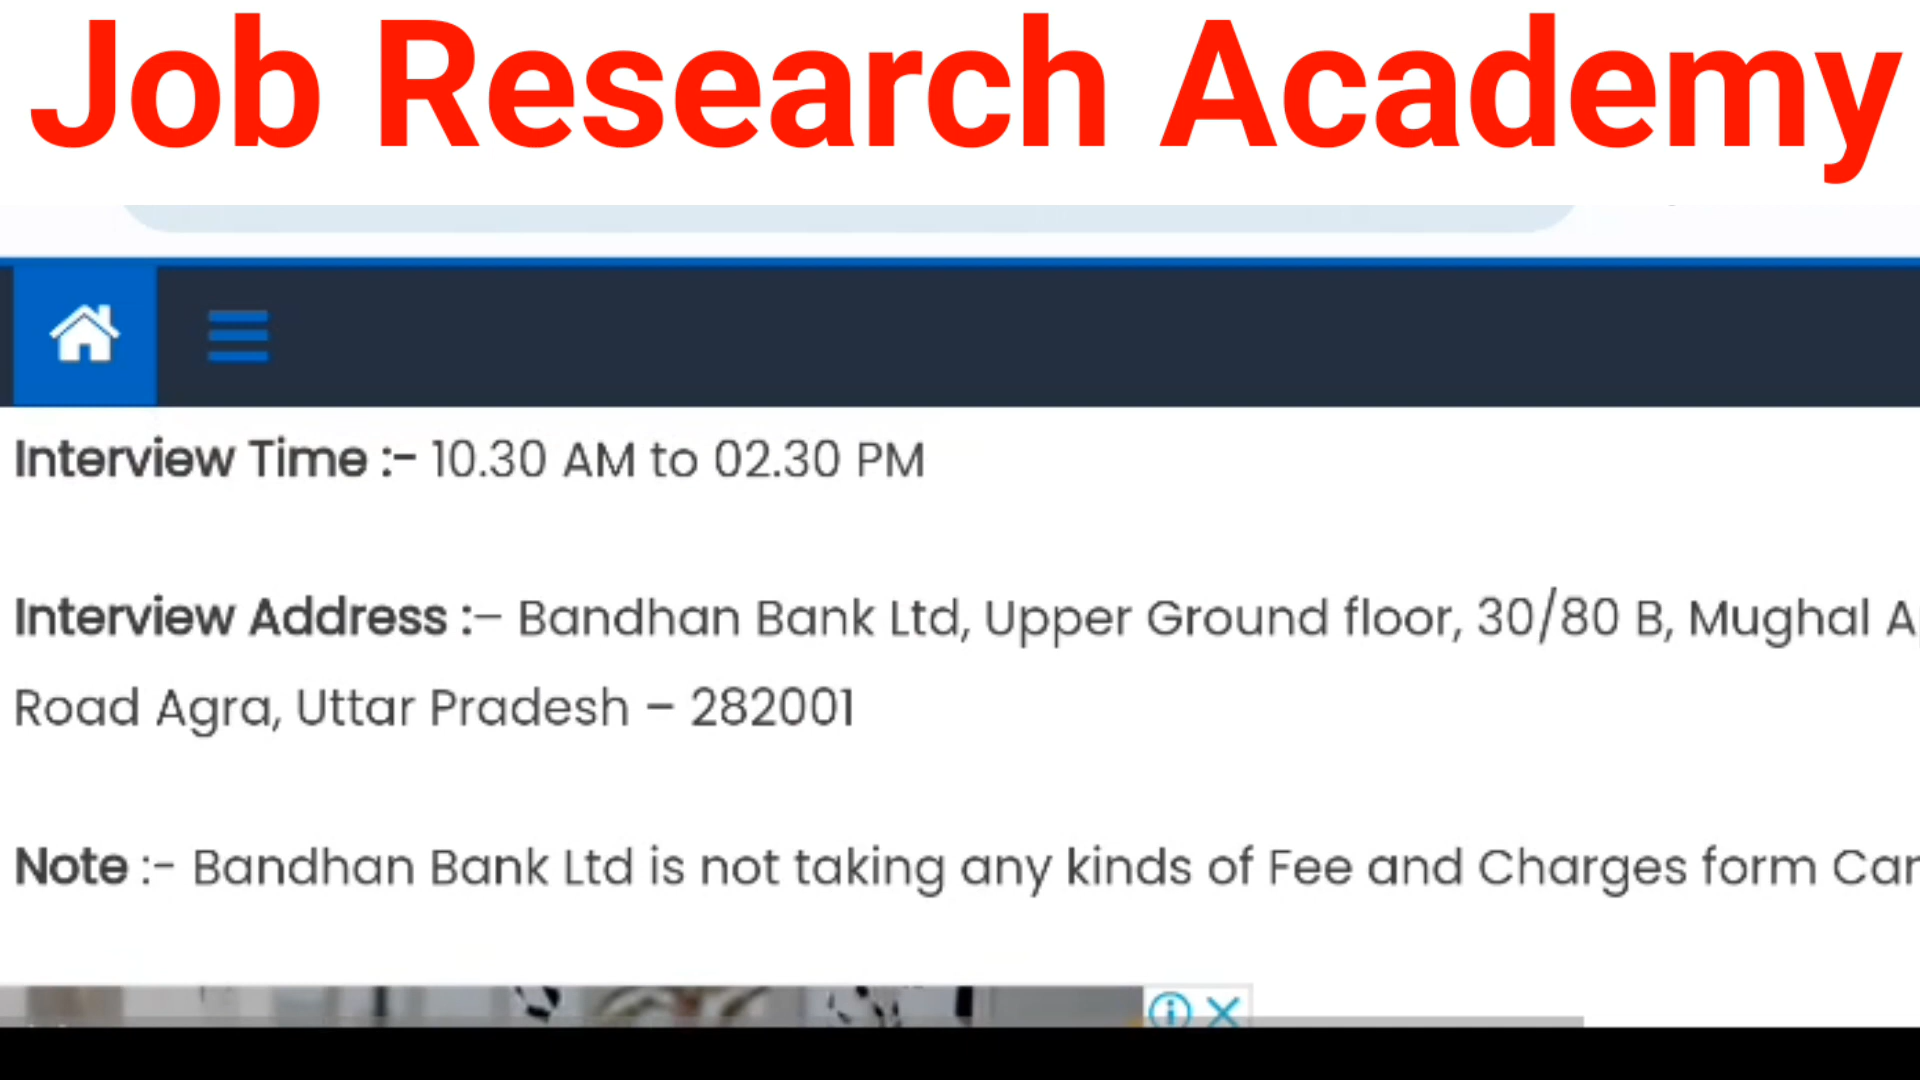 Job Research Academy
Interview Time :- 10.30 AM to 02.30 PM
Interview Address :– Bandhan Bank Ltd, Upper Ground floor, 30/80 B, Mughal
Road Agra, Uttar Pradesh – 282001
Note :- Bandhan Bank Ltd is not taking any kinds of Fee and Charges form